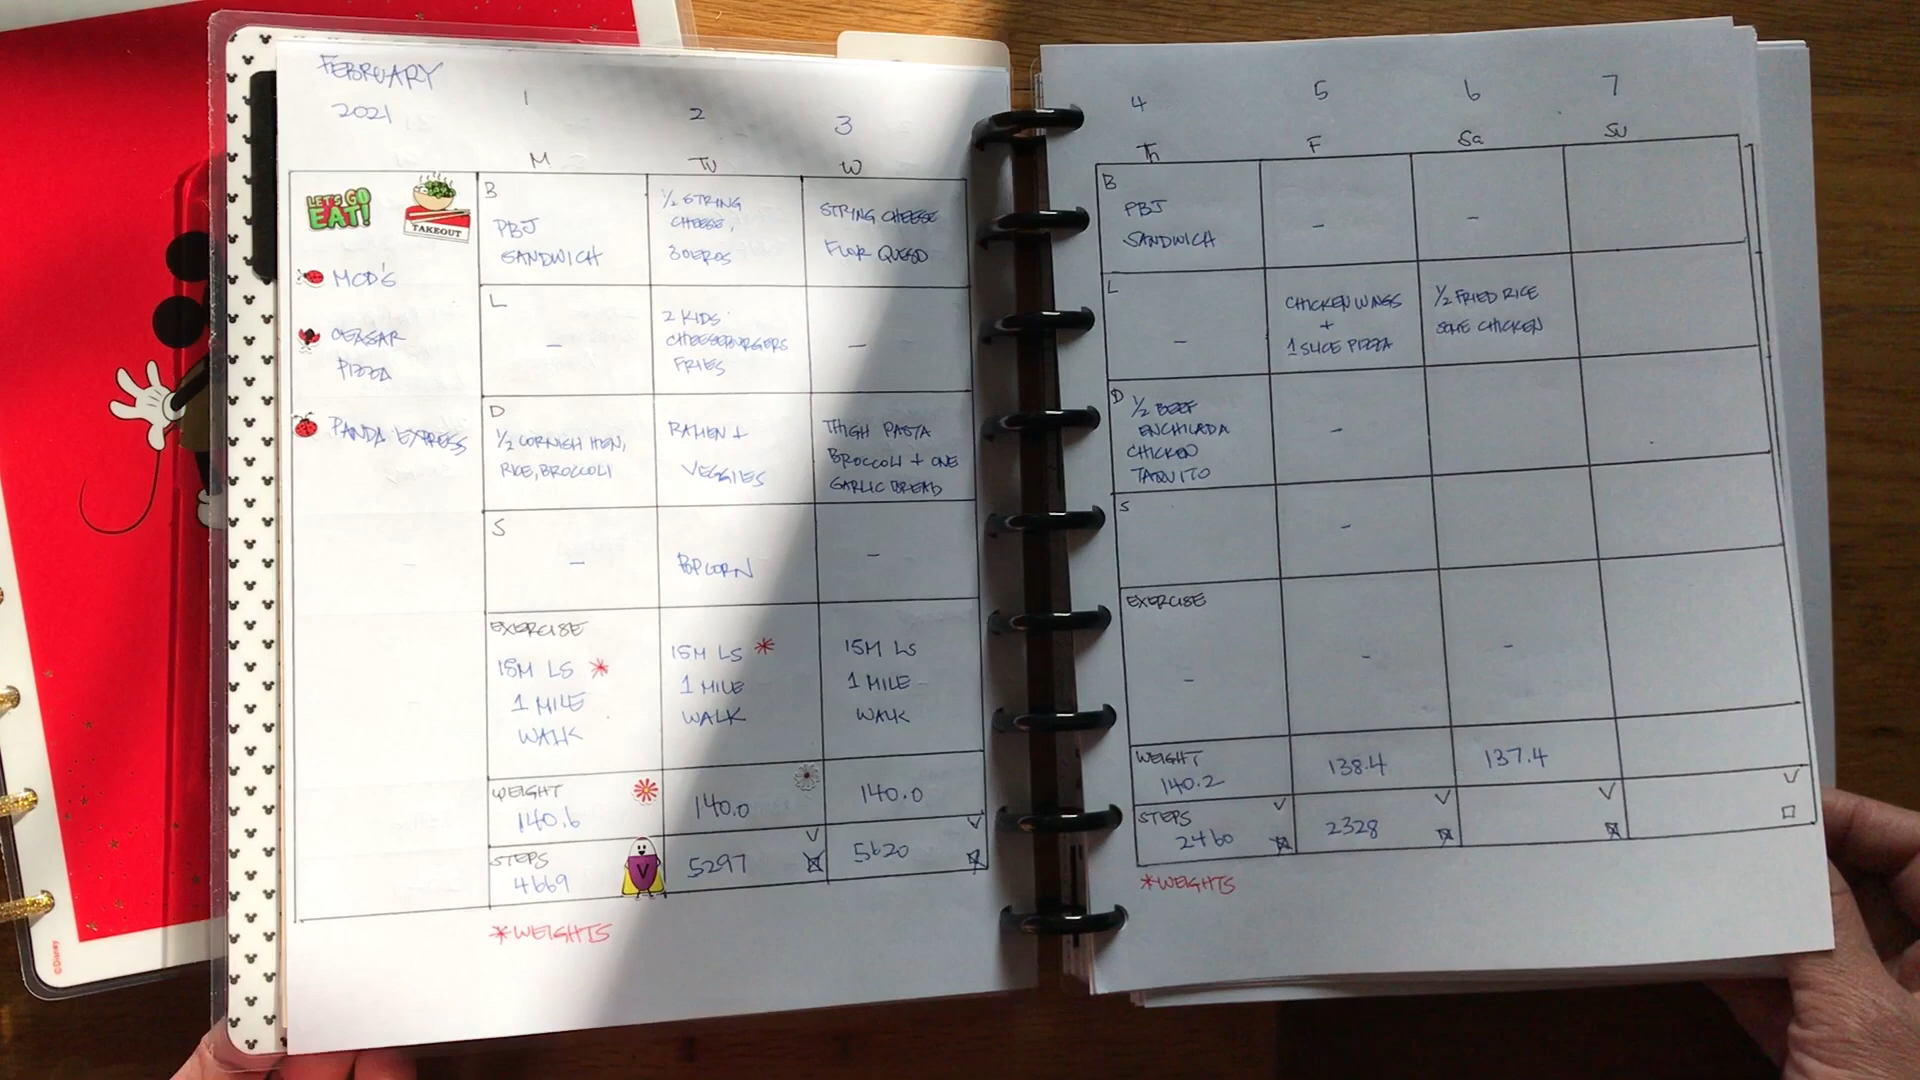 FEBRUARY
2021
1
2
3
M
TU
W
LET'S GO
EAT!
TAKEOUT
MOD'S
CEASAR
PIZZA
PANDA EXPRESS
B
PBJ
SANDWICH
1/2 STRING
CHEESE,
3 OREOS
STRING CHEESE
FLOR QUESO
L
-
2 KIDS
CHEESEBURGERS
FRIES
-
D
1/2 CORNISH HEN,
RICE, BROCCOLI
RAMEN +
VEGGIES
THIGH PASTA
BROCCOLI + ONE
GARLIC BREAD
S
-
POPCORN
-
EXERCISE
15M LS *
1 MILE
WALK
15M LS *
1 MILE
WALK
15M LS
1 MILE
WALK
WEIGHT
140.6
140.0
140.0
STEPS
4669
V
V
5297
V
5620
*WEIGHTS
©Disney
4
5
6
7
Th
F
Sa
Su
B
PBJ
SANDWICH
-
-
L
-
CHICKEN WINGS
+
1 SLICE PIZZA
1/2 FRIED RICE
SOME CHICKEN
D
1/2 BEEF
ENCHILADA
CHICKEN
TAQUITO
-
S
-
EXERCISE
-
-
-
WEIGHT
140.2
138.4
137.4
STEPS
2460
V
2328
V
V
V
*WEIGHTS